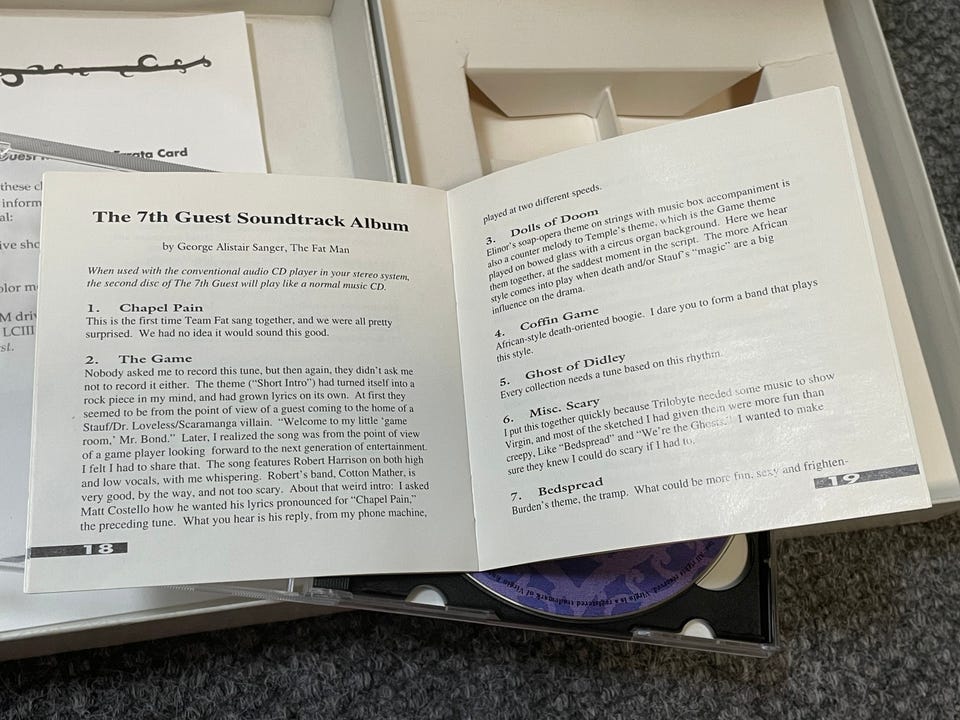 Errata Card
these
inform
al:
ive
LCIII
st.
The 7th Guest Soundtrack Album
by George Alistair Sanger, The Fat Man
When used with the conventional audio CD player in your stereo system,
the second disc of The 7th Guest will play like a normal music CD.
1. Chapel Pain
This is the first time Team Fat sang together, and we were all pretty
surprised. We had no idea it would sound this good.
2. The Game
Nobody asked me to record this tune, but then again, they didn't ask me
not to record it either. The theme ("Short Intro") had turned itself into a
rock piece in my mind, and had grown lyrics on its own. At first they
seemed to be from the point of view of a guest coming to the home of a
Stauf/Dr. Loveless/Scaramanga villain. "Welcome to my little 'game
room,' Mr. Bond." Later, I realized the song was from the point of view
of a game player looking forward to the next generation of entertainment.
I felt I had to share that. The song features Robert Harrison on both high
and low vocals, with me whispering. Robert's band, Cotton Mather, is
very good, by the way, and not too scary. About that weird intro: I asked
Matt Costello how he wanted his lyrics pronounced for "Chapel Pain,"
the preceding tune. What you hear is his reply, from my phone machine,
18
played at two different speeds.
3. Dolls of Doom
Elinor's soap-opera theme on strings with music box accompaniment is
also a counter melody to Temple's theme, which is the Game theme
played on bowed glass with a circus organ background. Here we hear
them together, at the saddest moment in the script. The more African
style comes into play when death and/or Stauf's "magic" are a big
influence on the drama.
4. Coffin Game
African-style death-oriented boogie. I dare you to form a band that plays
this style.
5. Ghost of Didley
Every collection needs a tune based on this rhythm.
6. Misc. Scary
I put this together quickly because Trilobyte needed some music to show
Virgin, and most of the sketched I had given them were more fun than
creepy, Like "Bedspread" and "We're the Ghosts." I wanted to make
sure they knew I could do scary if I had to.
7. Bedspread
Burden's theme, the tramp. What could be more fun, sexy and frighten-
19
All rights reserved. Virgin is a registered trademark of Virgin